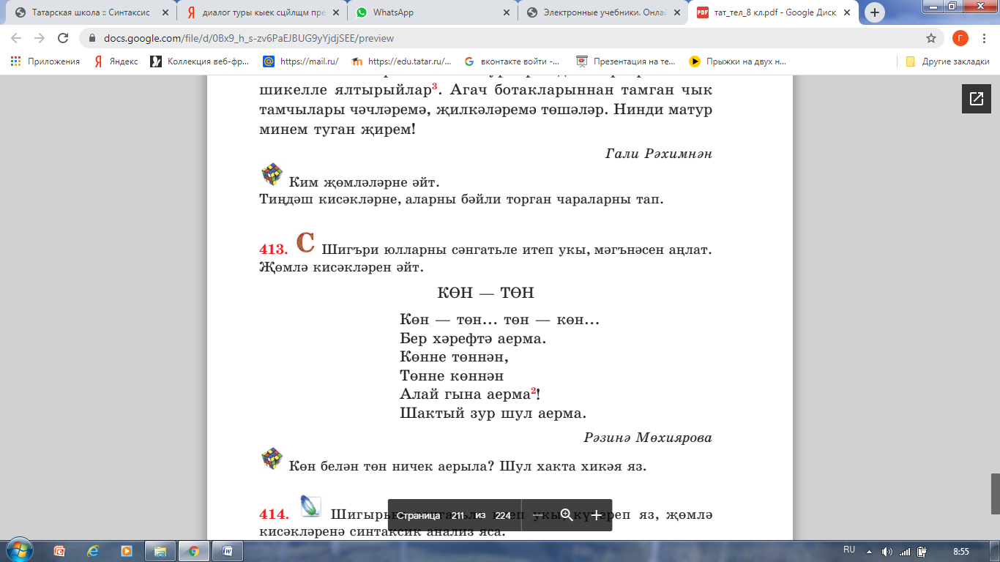 Татарская школа :: Синтаксис
диалог туры кыек сцйлщм пре
WhatsApp
Электронные учебники. Онлай
тат_тел_8 кл.pdf - Google Диск
docs.google.com/file/d/0Bx9_h_s-zv6PaEJBUG9yYjdjSEE/preview
Г
Приложения
Яндекс
Коллекция веб-фр...
https://mail.ru/
https://edu.tatar.ru/...
вконтакте войти -...
Презентация на те...
Прыжки на двух н...
Другие закладки
шикелле ялтырыйлар³. Агач ботакларыннан тамган чык
тамчылары чәчләремә, җилкәләремә төшәләр. Нинди матур
минем туган җирем!
Гали Рәхимнән
Ким җөмләләрне әйт.
Тиңдәш кисәкләрне, аларны бәйли торган чараларны тап.
413. С Шигъри юлларны сәнгатьле итеп укы, мәгънәсен аңлат.
Җөмлә кисәкләрен әйт.
КӨН — ТӨН
Көн — төн... төн — көн...
Бер хәрефтә аерма.
Көнне төннән,
Төнне көннән
Алай гына аерма²!
Шактый зур шул аерма.
Рәзинә Мөхиярова
Көн белән төн ничек аерыла? Шул хакта хикәя яз.
414. яз, җөмлә
Страница 211 из 224
кисәкләренә синтаксик анализ яса.
RU
8:55